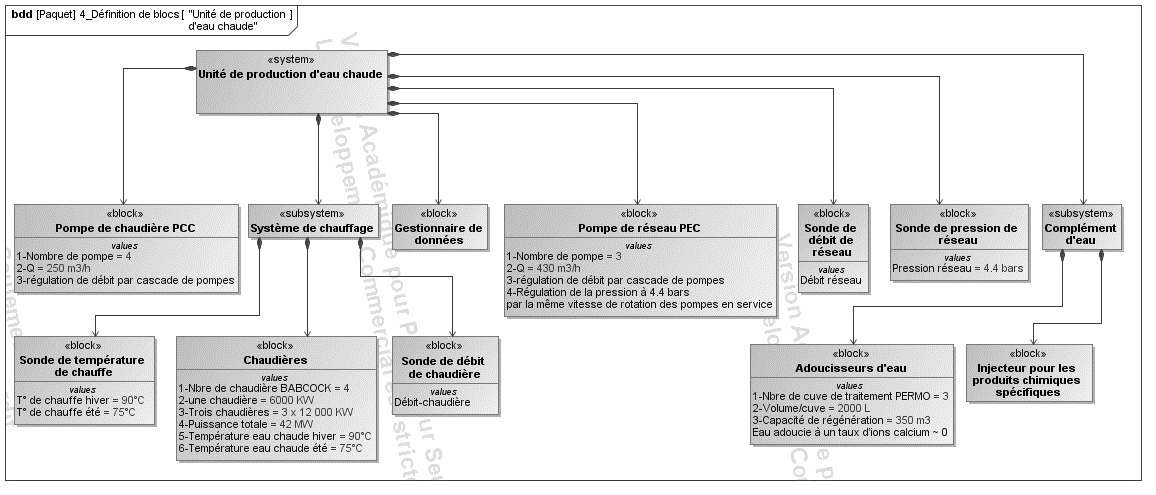 bdd [Paquet] 4_Définition de blocs [ "Unité de production ]
d'eau chaude"
«system»
Unité de production d'eau chaude
«block»
Pompe de chaudière PCC
values
1-Nombre de pompe = 4
2-Q = 250 m3/h
3-régulation de débit par cascade de pompes
«subsystem»
Système de chauffage
«block»
Gestionnaire de
données
«block»
Pompe de réseau PEC
values
1-Nombre de pompe = 3
2-Q = 430 m3/h
3-régulation de débit par cascade de pompes
4-Régulation de la pression à 4.4 bars
par la même vitesse de rotation des pompes en service
«block»
Sonde de
débit de
réseau
values
Débit réseau
«block»
Sonde de pression de
réseau
values
Pression réseau = 4.4 bars
«subsystem»
Complément
d'eau
«block»
Sonde de température
de chauffe
values
T° de chauffe hiver = 90°C
T° de chauffe été = 75°C
«block»
Chaudières
values
1-Nbre de chaudière BABCOCK = 4
2-une chaudière = 6000 KW
3-Trois chaudières = 3 x 12 000 KW
4-Puissance totale = 42 MW
5-Température eau chaude hiver = 90°C
6-Température eau chaude été = 75°C
«block»
Sonde de débit
de chaudière
values
Débit-chaudière
«block»
Adoucisseurs d'eau
values
1-Nbre de cuve de traitement PERMO = 3
2-Volume/cuve = 2000 L
3-Capacité de régénération = 350 m3
Eau adoucie à un taux d'ions calcium ~ 0
«block»
Injecteur pour les
produits chimiques
spécifiques